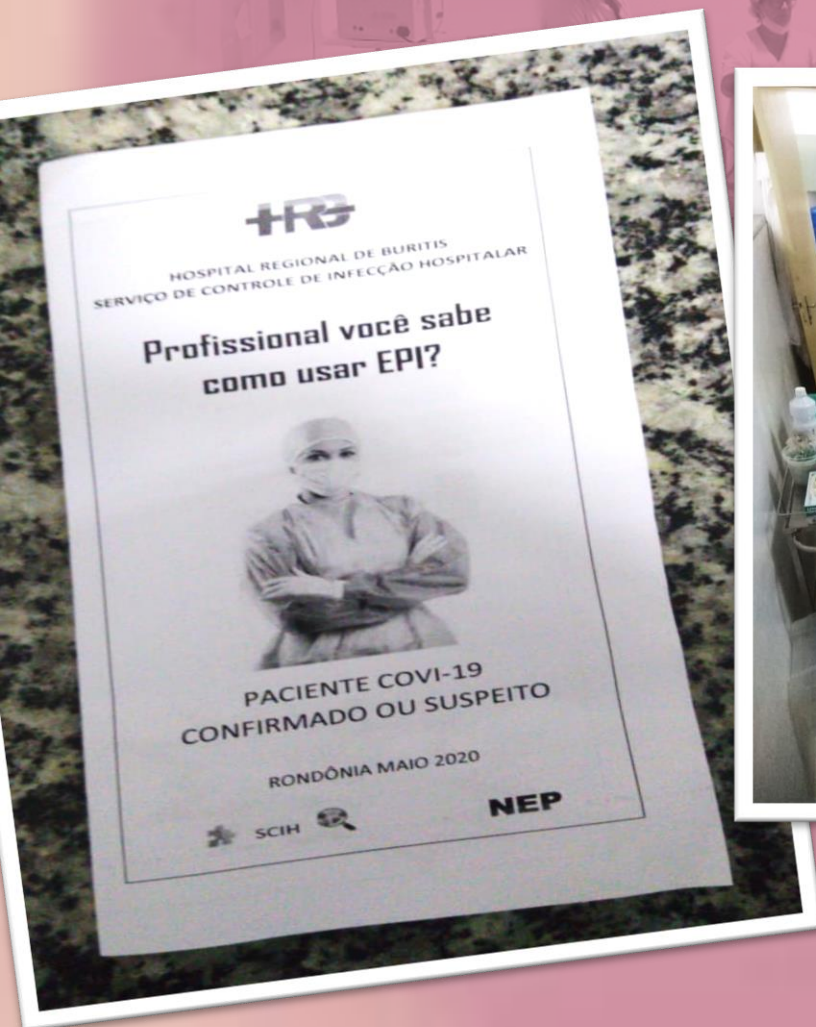 HRB
HOSPITAL REGIONAL DE BURITIS
SERVIÇO DE CONTROLE DE INFECÇÃO HOSPITALAR
Profissional você sabe
como usar EPI?
PACIENTE COVI-19
CONFIRMADO OU SUSPEITO
RONDÔNIA MAIO 2020
SCIH
NEP